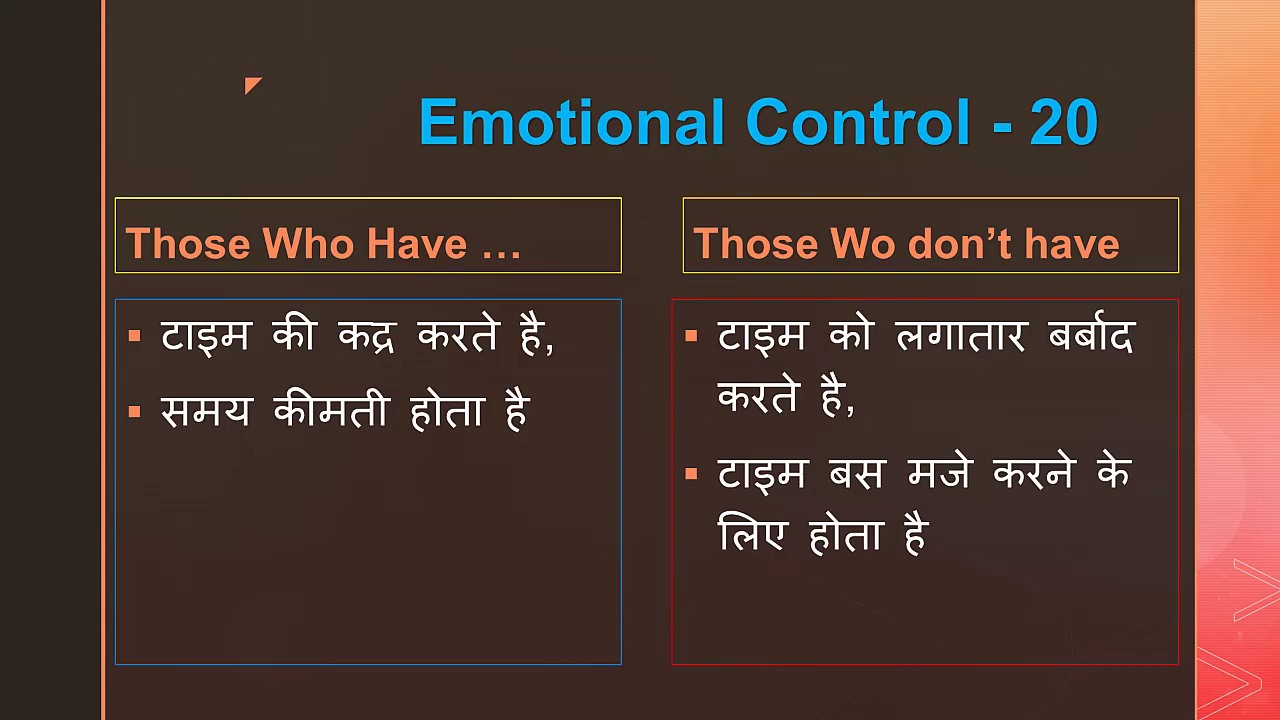 Emotional Control - 20
Those Who Have …
▪ टाइम की कद्र करते है,
▪ समय कीमती होता है
Those Wo don’t have
▪ टाइम को लगातार बर्बाद
करते है,
▪ टाइम बस मजे करने के
लिए होता है